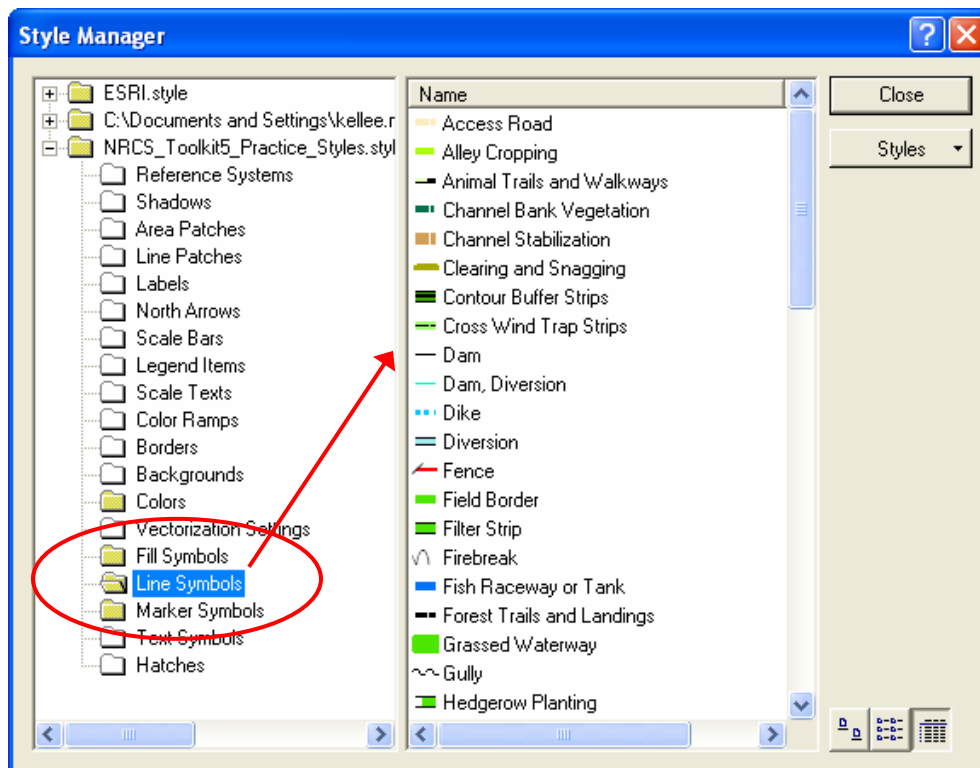 Style Manager
ESRI.style
C:\Documents and Settings\kellee.r
NRCS_Toolkit5_Practice_Styles.styl
Reference Systems
Shadows
Area Patches
Line Patches
Labels
North Arrows
Scale Bars
Legend Items
Scale Texts
Color Ramps
Borders
Backgrounds
Colors
Vectorization Settings
Fill Symbols
Line Symbols
Marker Symbols
Text Symbols
Hatches
Name
Access Road
Alley Cropping
Animal Trails and Walkways
Channel Bank Vegetation
Channel Stabilization
Clearing and Snagging
Contour Buffer Strips
Cross Wind Trap Strips
Dam
Dam, Diversion
Dike
Diversion
Fence
Field Border
Filter Strip
Firebreak
Fish Raceway or Tank
Forest Trails and Landings
Grassed Waterway
Gully
Hedgerow Planting
Close
Styles